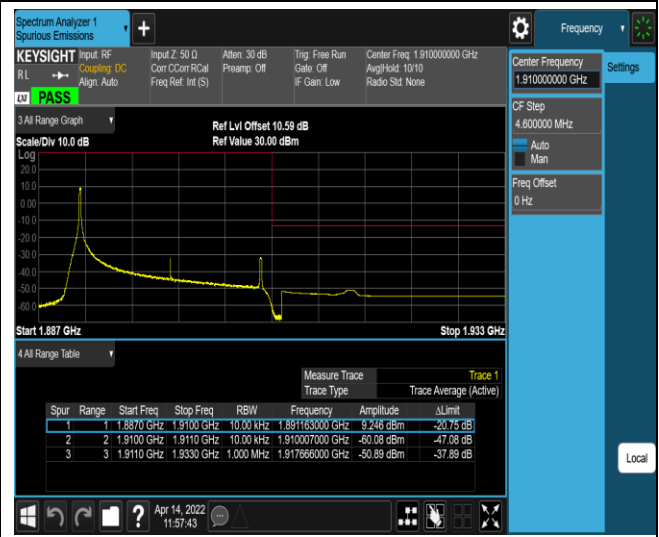 Spectrum Analyzer 1
Spurious Emissions
+
Frequency
KEYSIGHT Input: RF Input Z: 50 Ω Atten: 30 dB Trig: Free Run Center Freq: 1.910000000 GHz
RL Coupling: DC Corr CCorr RCal Preamp: Off Gate: Off Avg|Hold: 10/10
Align: Auto Freq Ref: Int (S) IF Gain: Low Radio Std: None
LXI PASS
Center Frequency
1.910000000 GHz
Settings
CF Step
4.600000 MHz
Auto
Man
Freq Offset
0 Hz
3 All Range Graph
Ref Lvl Offset 10.59 dB
Scale/Div 10.0 dB Ref Value 30.00 dBm
Log
20.0
10.0
0.00
-10.0
-20.0
-30.0
-40.0
-50.0
-60.0
Start 1.887 GHz Stop 1.933 GHz
4 All Range Table
Measure Trace Trace 1
Trace Type Trace Average (Active)
Spur Range Start Freq Stop Freq RBW Frequency Amplitude ΔLimit
1 1 1.8870 GHz 1.9100 GHz 10.00 kHz 1.891163000 GHz 9.246 dBm -20.75 dB
2 2 1.9100 GHz 1.9110 GHz 10.00 kHz 1.910007000 GHz -60.08 dBm -47.08 dB
3 3 1.9110 GHz 1.9330 GHz 1.000 MHz 1.917666000 GHz -50.89 dBm -37.89 dB
Local
? Apr 14, 2022
11:57:43